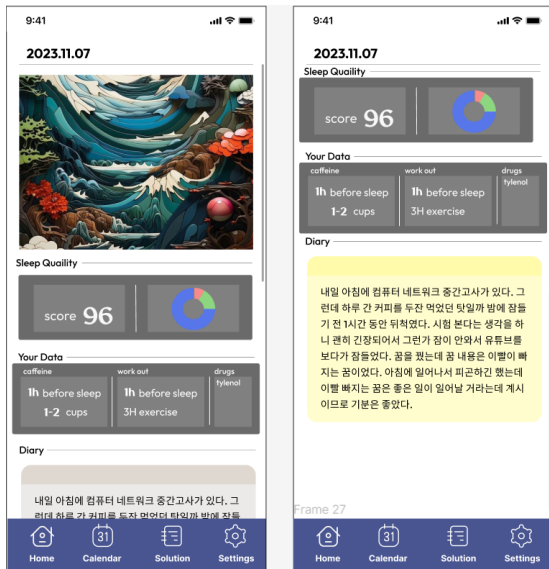 9:41
2023.11.07
Sleep Quaility
score 96
Your Data
caffeine
1h before sleep
1-2 cups
work out
1h before sleep
3H exercise
drugs
tylenol
Diary
내일 아침에 컴퓨터 네트워크 중간고사가 있다. 그
런데 하루 간 커피를 두잔 먹었던 탓일까 밤에 잠들
Home
31
Calendar
Solution
Settings
9:41
2023.11.07
Sleep Quaility
score 96
Your Data
caffeine
1h before sleep
1-2 cups
work out
1h before sleep
3H exercise
drugs
tylenol
Diary
내일 아침에 컴퓨터 네트워크 중간고사가 있다. 그
런데 하루 간 커피를 두잔 먹었던 탓일까 밤에 잠들
기 전 1시간 동안 뒤척였다. 시험 본다는 생각을 하
니 괜히 긴장되어서 그런가 잠이 안와서 유튜브를
보다가 잠들었다. 꿈을 꿨는데 꿈 내용은 이빨이 빠
지는 꿈이었다. 아침에 일어나서 피곤하긴 했는데
이빨 빠지는 꿈은 좋은 일이 일어날 거라는데 계시
이므로 기분은 좋았다.
Frame 27
Home
31
Calendar
Solution
Settings